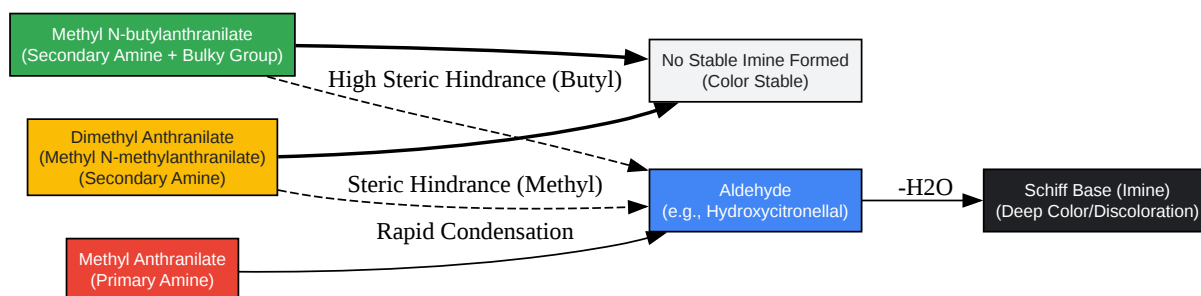 Methyl N-butylanthranilate
(Secondary Amine + Bulky Group)
High Steric Hindrance (Butyl)
No Stable Imine Formed
(Color Stable)
Dimethyl Anthranilate
(Methyl N-methylanthranilate)
(Secondary Amine)
Steric Hindrance (Methyl)
Rapid Condensation
Aldehyde
(e.g., Hydroxycitronellal)
-H2O
Schiff Base (Imine)
(Deep Color/Discoloration)
Methyl Anthranilate
(Primary Amine)